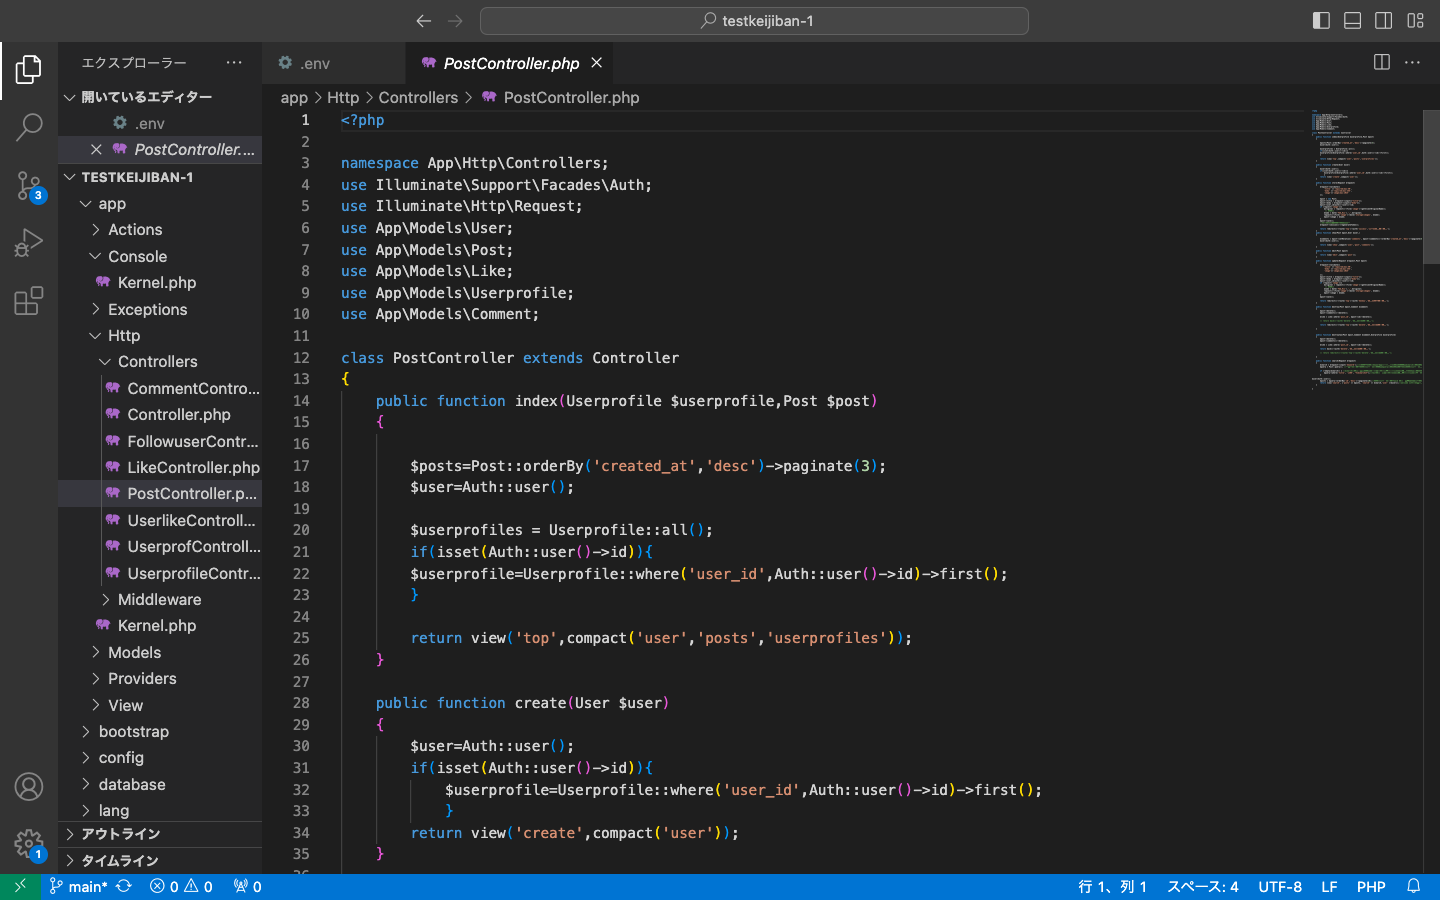 testkeijiban-1
エクスプローラー
.env
PostController.php
開いているエディター
.env
PostController....
TESTKEIJIBAN-1
app
Actions
Console
Kernel.php
Exceptions
Http
Controllers
CommentContro...
Controller.php
FollowuserContr...
LikeController.php
PostController.p...
UserlikeControll...
UserprofControll...
UserprofileContr...
Middleware
Kernel.php
Models
Providers
View
bootstrap
config
database
lang
アウトライン
タイムライン
3
1
app > Http > Controllers > PostController.php
1 <?php
2
3 namespace App\Http\Controllers;
4 use Illuminate\Support\Facades\Auth;
5 use Illuminate\Http\Request;
6 use App\Models\User;
7 use App\Models\Post;
8 use App\Models\Like;
9 use App\Models\Userprofile;
10 use App\Models\Comment;
11
12 class PostController extends Controller
13 {
14 public function index(Userprofile $userprofile,Post $post)
15 {
16
17 $posts=Post::orderBy('created_at','desc')->paginate(3);
18 $user=Auth::user();
19
20 $userprofiles = Userprofile::all();
21 if(isset(Auth::user()->id)){
22 $userprofile=Userprofile::where('user_id',Auth::user()->id)->first();
23 }
24
25 return view('top',compact('user','posts','userprofiles'));
26 }
27
28 public function create(User $user)
29 {
30 $user=Auth::user();
31 if(isset(Auth::user()->id)){
32 $userprofile=Userprofile::where('user_id',Auth::user()->id)->first();
33 }
34 return view('create',compact('user'));
35 }
main* 0 0 0 行 1、列 1 スペース: 4 UTF-8 LF PHP